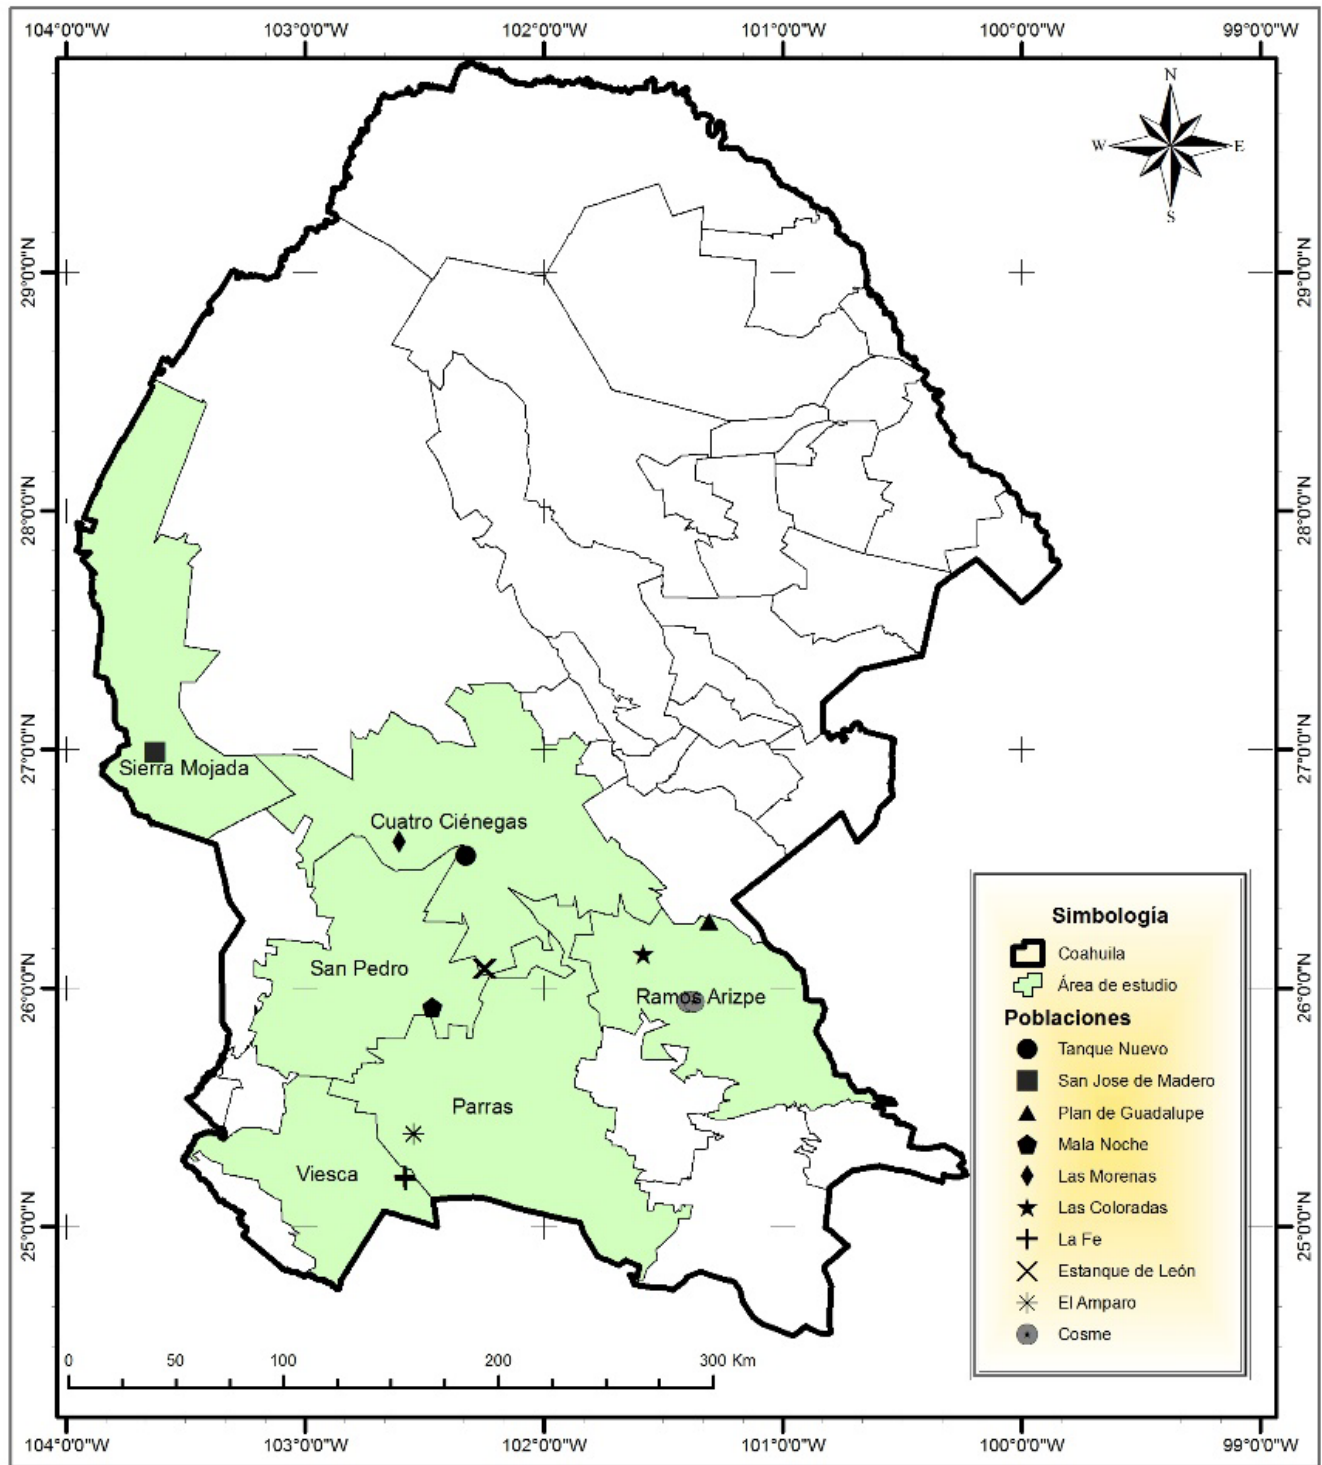 104°0'0"W 103°0'0"W 102°0'0"W 101°0'0"W 100°0'0"W 99°0'0"W
N
W E
S
29°0'0"N 29°0'0"N
28°0'0"N 28°0'0"N
27°0'0"N 27°0'0"N
Sierra Mojada
Cuatro Ciénegas
San Pedro
26°0'0"N 26°0'0"N
Ramos Arizpe
Parras
Viesca
25°0'0"N 25°0'0"N
Simbología
Coahuila
Área de estudio
Poblaciones
Tanque Nuevo
San Jose de Madero
Plan de Guadalupe
Mala Noche
Las Morenas
Las Coloradas
La Fe
Estanque de León
El Amparo
Cosme
0 50 100 200 300 Km
104°0'0"W 103°0'0"W 102°0'0"W 101°0'0"W 100°0'0"W 99°0'0"W